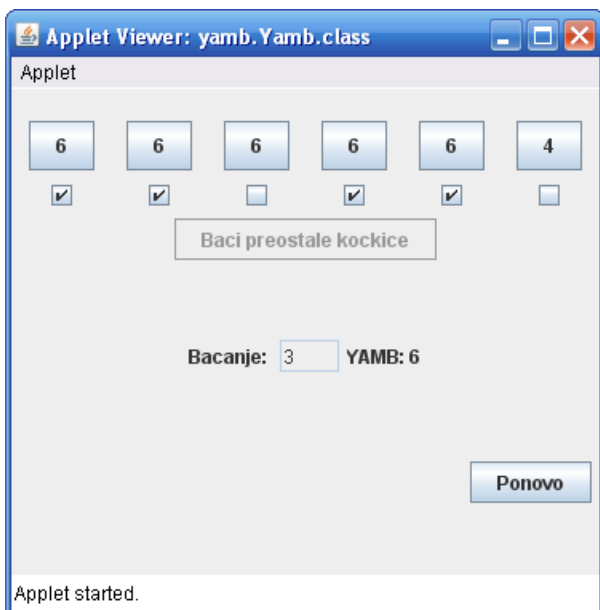 Applet Viewer: yamb.Yamb.class
Applet
6 6 6 6 6 4
Baci preostale kockice
Bacanje: 3 YAMB: 6
Ponovo
Applet started.